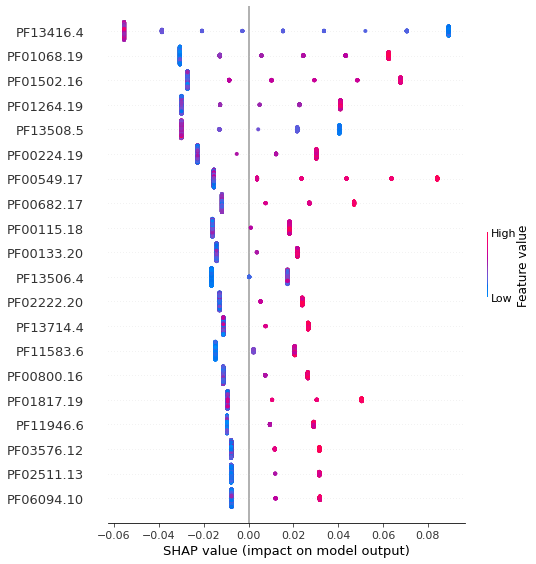 PF13416.4
PF01068.19
PF01502.16
PF01264.19
PF13508.5
PF00224.19
PF00549.17
PF00682.17
PF00115.18
PF00133.20
PF13506.4
PF02222.20
PF13714.4
PF11583.6
PF00800.16
PF01817.19
PF11946.6
PF03576.12
PF02511.13
PF06094.10
−0.06 −0.04 −0.02 0.00 0.02 0.04 0.06 0.08
SHAP value (impact on model output)
High
Low
Feature value